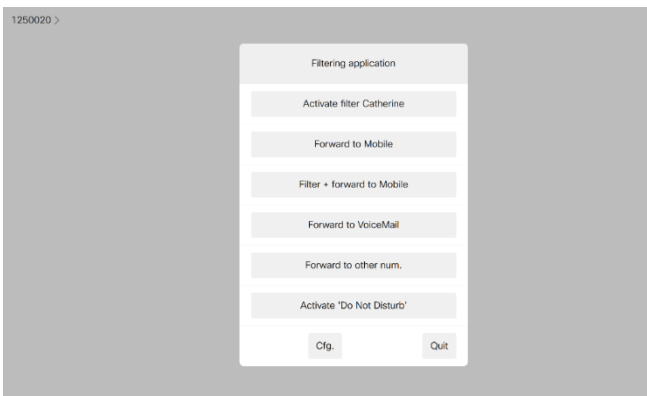 1250020 >
Filtering application
Activate filter Catherine
Forward to Mobile
Filter + forward to Mobile
Forward to VoiceMail
Forward to other num.
Activate 'Do Not Disturb'
Cfg. Quit